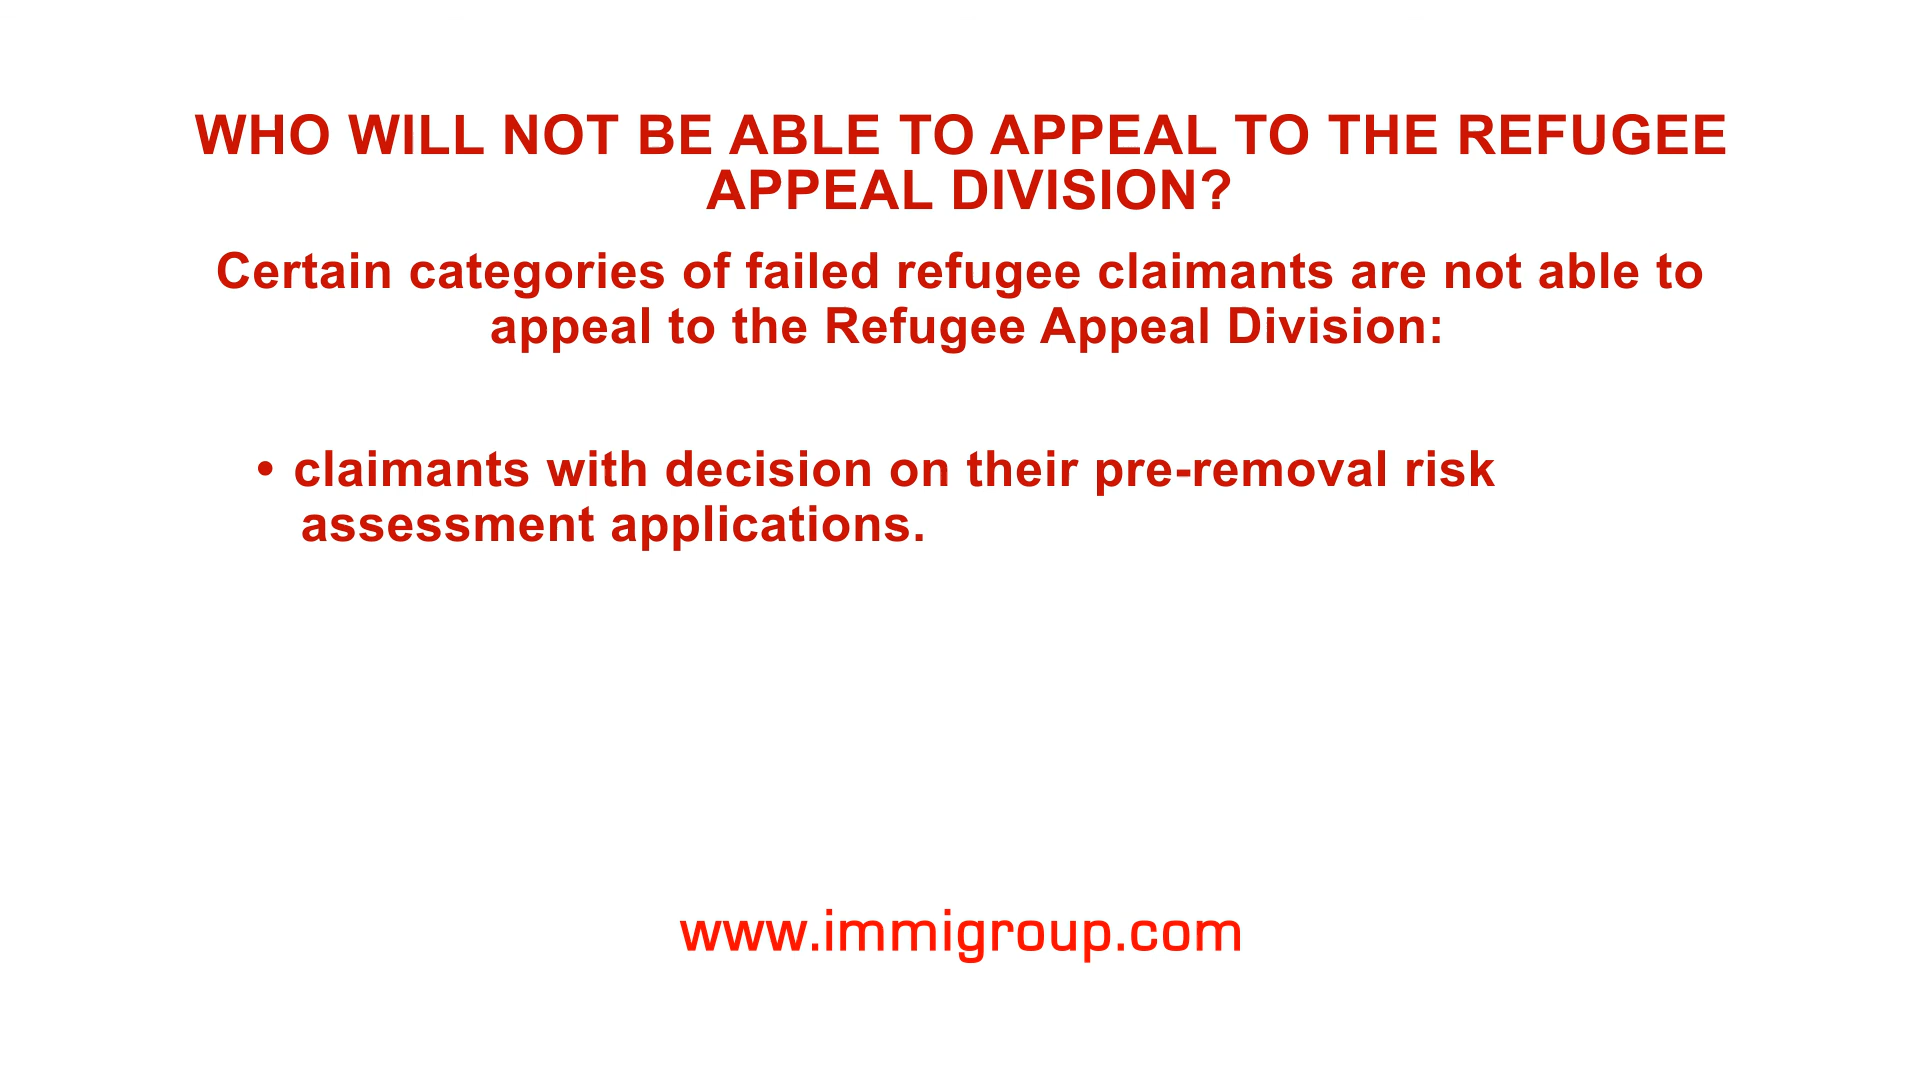 WHO WILL NOT BE ABLE TO APPEAL TO THE REFUGEE
APPEAL DIVISION?
Certain categories of failed refugee claimants are not able to
appeal to the Refugee Appeal Division:
• claimants with decision on their pre-removal risk
assessment applications.
www.immigroup.com